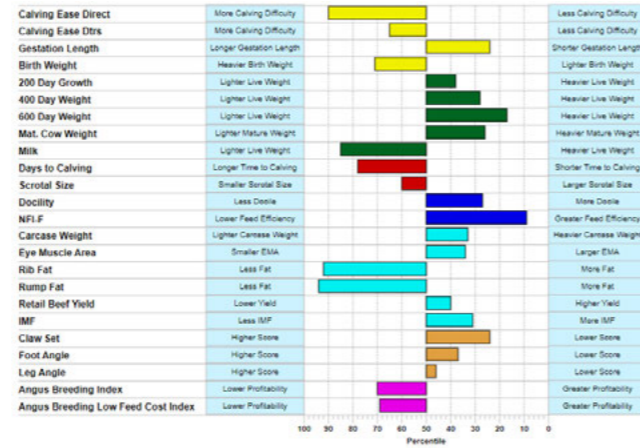 Calving Ease Direct More Calving Difficulty Less Calving Difficulty
Calving Ease Dtrs More Calving Difficulty Less Calving Difficulty
Gestation Length Longer Gestation Length Shorter Gestation Length
Birth Weight Heavier Birth Weight Lighter Birth Weight
200 Day Growth Lighter Live Weight Heavier Live Weight
400 Day Weight Lighter Live Weight Heavier Live Weight
600 Day Weight Lighter Live Weight Heavier Live Weight
Mat. Cow Weight Lighter Mature Weight Heavier Mature Weight
Milk Lighter Live Weight Heavier Live Weight
Days to Calving Longer Time to Calving Shorter Time to Calving
Scrotal Size Smaller Scrotal Size Larger Scrotal Size
Docility Less Docile More Docile
NFI-F Lower Feed Efficiency Greater Feed Efficiency
Carcase Weight Lighter Carcase Weight Heavier Carcase Weight
Eye Muscle Area Smaller EMA Larger EMA
Rib Fat Less Fat More Fat
Rump Fat Less Fat More Fat
Retail Beef Yield Lower Yield Higher Yield
IMF Less IMF More IMF
Claw Set Higher Score Lower Score
Foot Angle Higher Score Lower Score
Leg Angle Higher Score Lower Score
Angus Breeding Index Lower Profitability Greater Profitability
Angus Breeding Low Feed Cost Index Lower Profitability Greater Profitability
100 90 80 70 60 50 40 30 20 10 0
Percentile